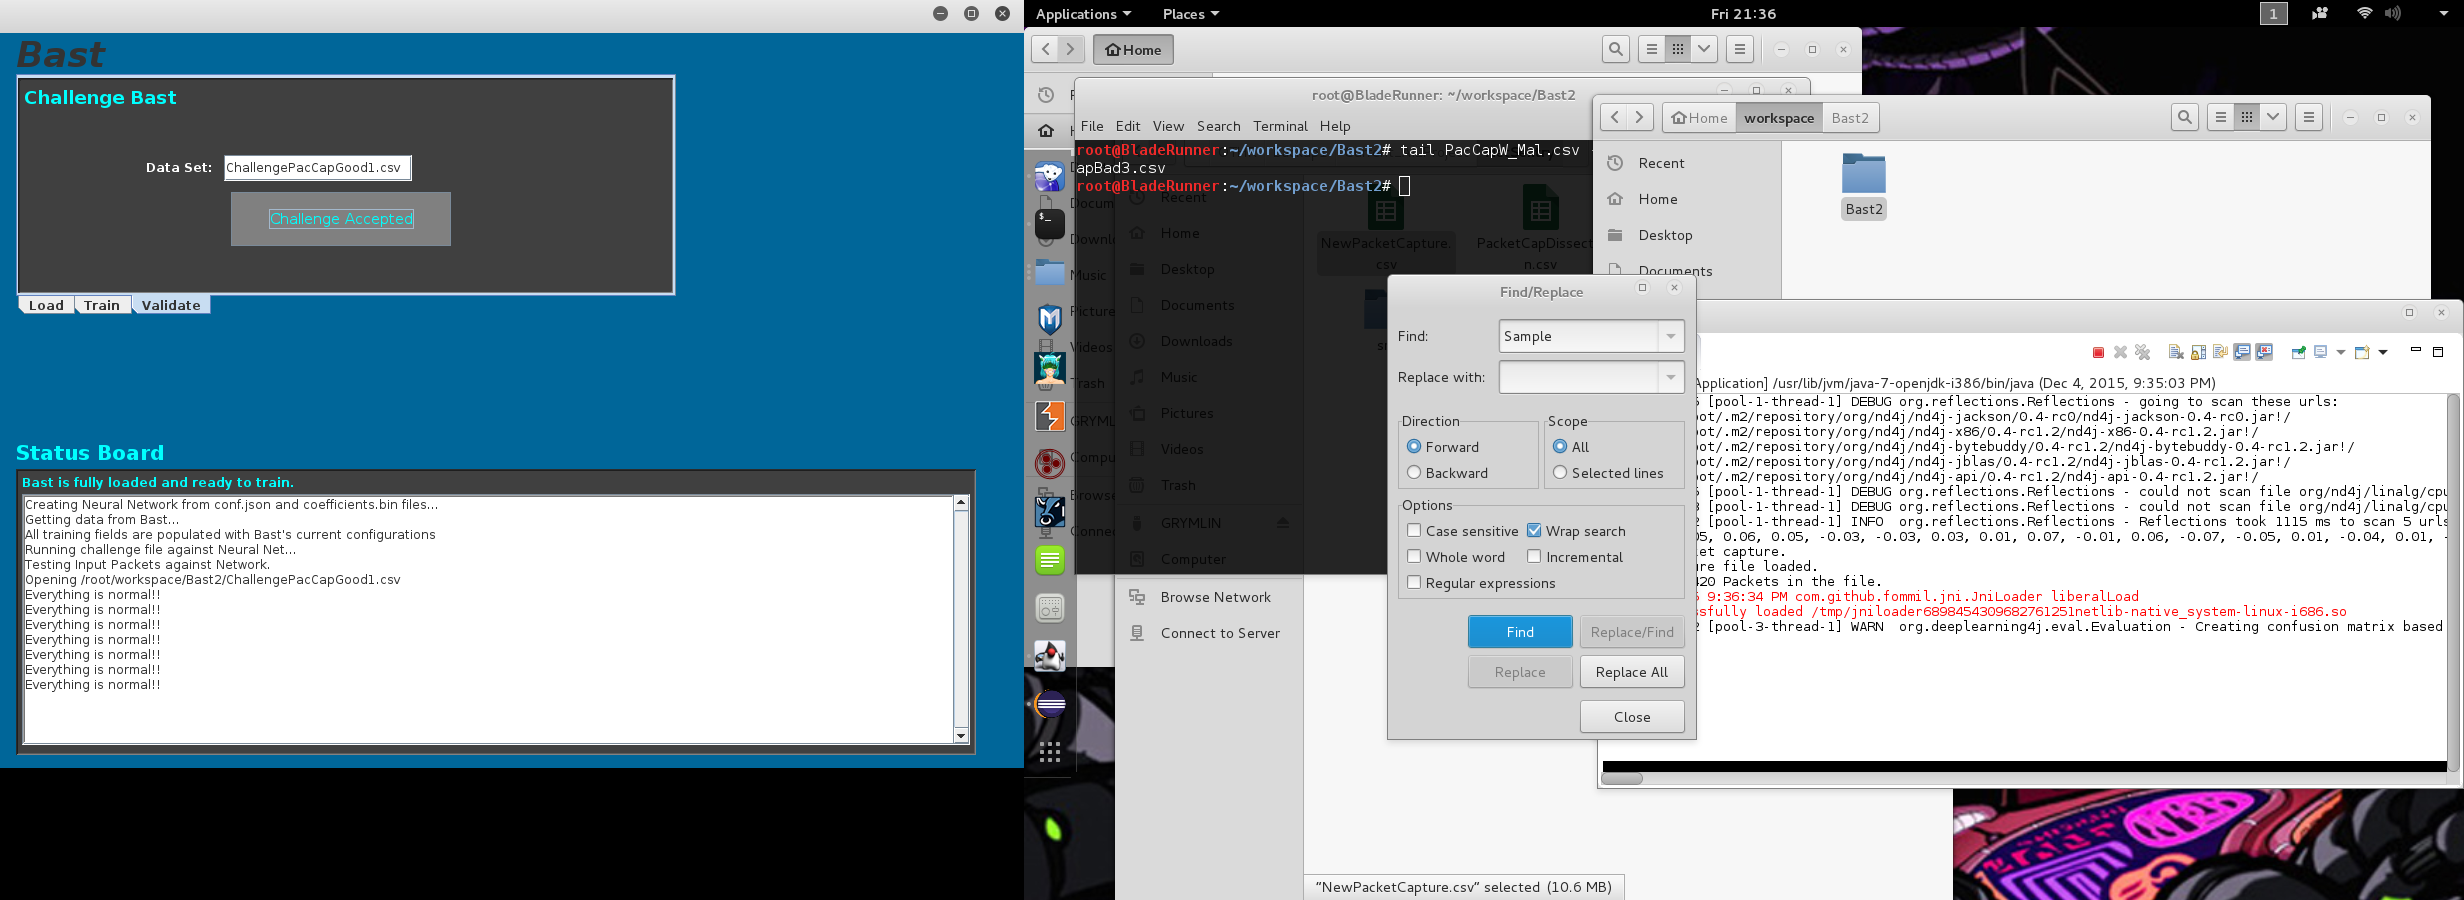 Bast
Challenge Bast
Data Set: ChallengePacCapGood1.csv
Challenge Accepted
Load Train Validate
Status Board
Bast is fully loaded and ready to train.
Creating Neural Network from conf.json and coefficients.bin files...
Getting data from Bast...
All training fields are populated with Bast's current configurations
Running challenge file against Neural Net...
Testing Input Packets against Network.
Opening /root/workspace/Bast2/ChallengePacCapGood1.csv
Everything is normal!!
Everything is normal!!
Everything is normal!!
Everything is normal!!
Everything is normal!!
Everything is normal!!
Everything is normal!!
Applications Places Fri 21:36 1
Home
root@BladeRunner: ~/workspace/Bast2
File Edit View Search Terminal Help
root@BladeRunner:~/workspace/Bast2# tail PacCapW_Mal.csv
apBad3.csv
root@BladeRunner:~/workspace/Bast2#
Recent
Home
Desktop
Documents
Downloads
Music
Pictures
Videos
Trash
GRYMLIN
Computer
Browse Network
Connect to Server
NewPacketCapture.
csv
PacketCapDissect
n.csv
"NewPacketCapture.csv" selected (10.6 MB)
Home workspace Bast2
Recent
Home
Desktop
Documents
Bast2
Find/Replace
Find: Sample
Replace with:
Direction Scope
Forward All
Backward Selected lines
Options
Case sensitive Wrap search
Whole word Incremental
Regular expressions
Find Replace/Find
Replace Replace All
Close
Application] /usr/lib/jvm/java-7-openjdk-i386/bin/java (Dec 4, 2015, 9:35:03 PM)
[pool-1-thread-1] DEBUG org.reflections.Reflections - going to scan these urls:
ot/.m2/repository/org/nd4j/nd4j-jackson/0.4-rc0/nd4j-jackson-0.4-rc0.jar!/
ot/.m2/repository/org/nd4j/nd4j-x86/0.4-rc1.2/nd4j-x86-0.4-rc1.2.jar!/
ot/.m2/repository/org/nd4j/nd4j-bytebuddy/0.4-rc1.2/nd4j-bytebuddy-0.4-rc1.2.jar!/
ot/.m2/repository/org/nd4j/nd4j-jblas/0.4-rc1.2/nd4j-jblas-0.4-rc1.2.jar!/
ot/.m2/repository/org/nd4j/nd4j-api/0.4-rc1.2/nd4j-api-0.4-rc1.2.jar!/
[pool-1-thread-1] DEBUG org.reflections.Reflections - could not scan file org/nd4j/linalg/cpu
[pool-1-thread-1] DEBUG org.reflections.Reflections - could not scan file org/nd4j/linalg/cpu
[pool-1-thread-1] INFO org.reflections.Reflections - Reflections took 1115 ms to scan 5 urls
5, 0.06, 0.05, -0.03, -0.03, 0.03, 0.01, 0.07, -0.01, 0.06, -0.07, -0.05, 0.01, -0.04, 0.01, -
et capture.
re file loaded.
420 Packets in the file.
9:36:34 PM com.github.fommil.jni.JniLoader liberalLoad
sfully loaded /tmp/jniloader6898454309682761251netlib-native_system-linux-i686.so
[pool-3-thread-1] WARN org.deeplearning4j.eval.Evaluation - Creating confusion matrix based